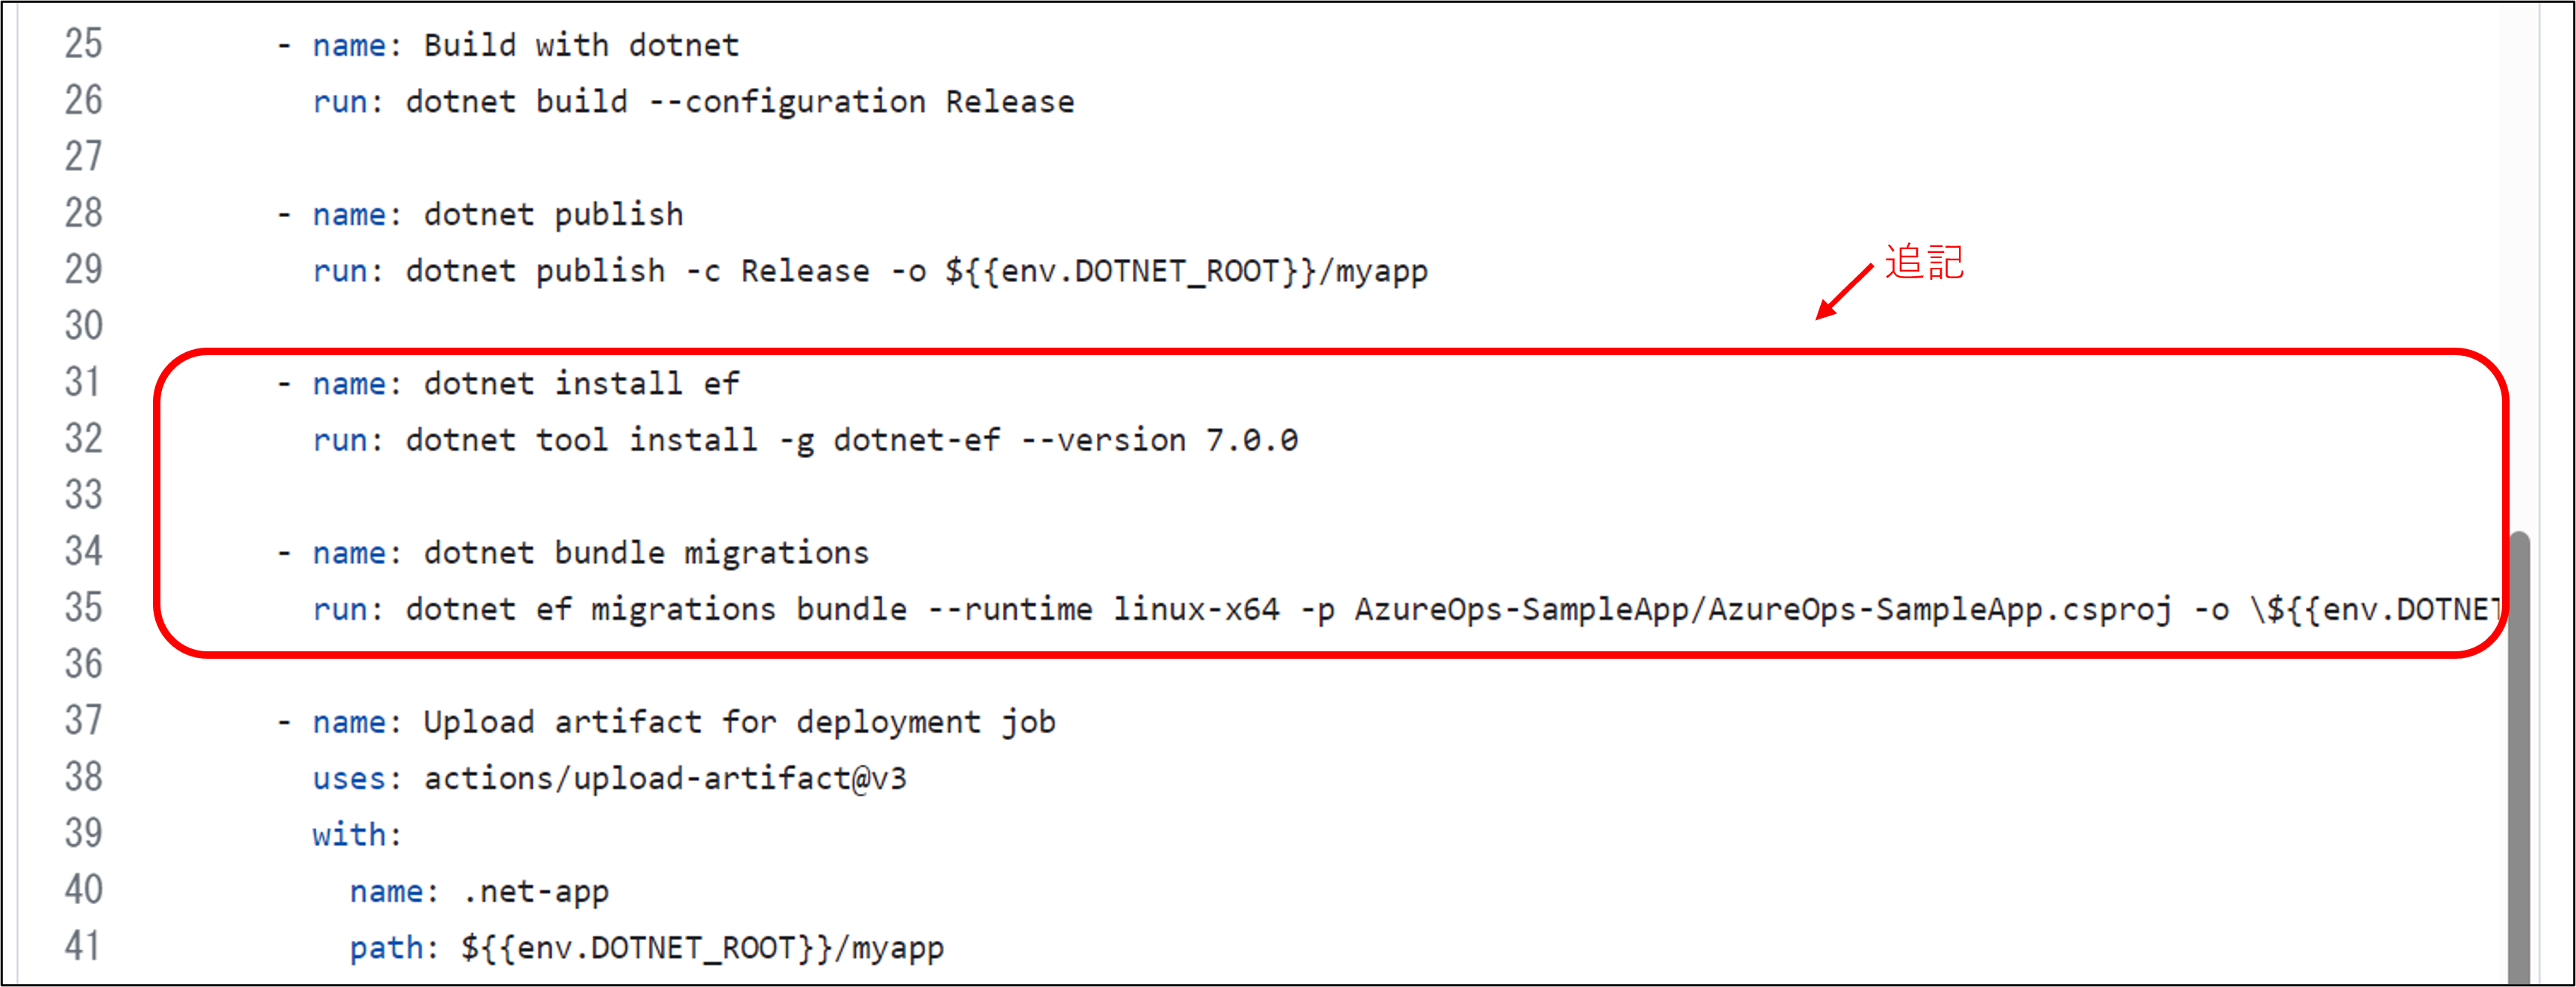 25 - name: Build with dotnet
26 run: dotnet build --configuration Release
27
28 - name: dotnet publish
29 run: dotnet publish -c Release -o ${{env.DOTNET_ROOT}}/myapp
追記
30
31 - name: dotnet install ef
32 run: dotnet tool install -g dotnet-ef --version 7.0.0
33
34 - name: dotnet bundle migrations
35 run: dotnet ef migrations bundle --runtime linux-x64 -p AzureOps-SampleApp/AzureOps-SampleApp.csproj -o \${{env.DOTNET
36
37 - name: Upload artifact for deployment job
38 uses: actions/upload-artifact@v3
39 with:
40 name: .net-app
41 path: ${{env.DOTNET_ROOT}}/myapp